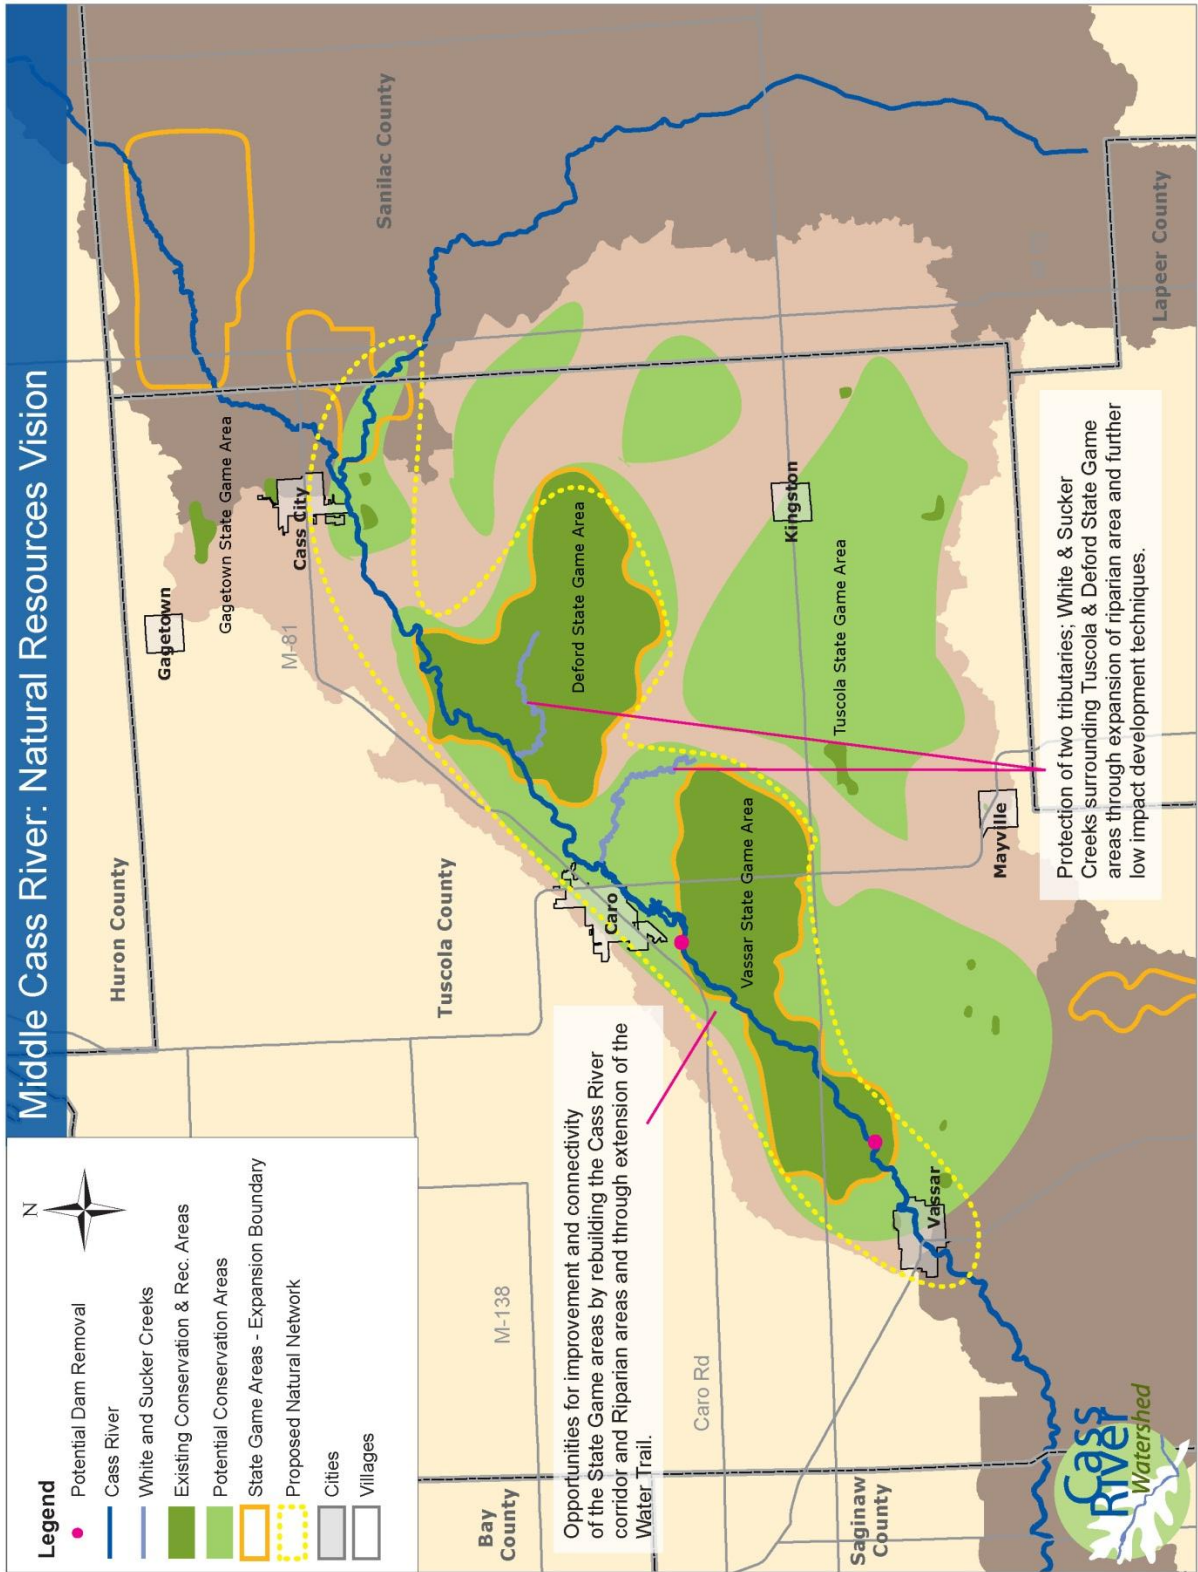 Middle Cass River: Natural Resources Vision
Legend
Potential Dam Removal
Cass River
White and Sucker Creeks
Existing Conservation & Rec. Areas
Potential Conservation Areas
State Game Areas - Expansion Boundary
Proposed Natural Network
Cities
Villages
N
Huron County
Sanilac County
Tuscola County
Lapeer County
Bay
County
Saginaw
County
Gagetown
Gagetown State Game Area
Cass City
M-81
Deford State Game Area
Kingston
Tuscola State Game Area
Caro
Vassar State Game Area
Mayville
Vassar
M-138
Caro Rd
Opportunities for improvement and connectivity
of the State Game areas by rebuilding the Cass River
corridor and Riparian areas and through extension of the
Water Trail.
Protection of two tributaries; White & Sucker
Creeks surrounding Tuscola & Deford State Game
areas through expansion of riparian area and further
low impact development techniques.
Cass
River
Watershed